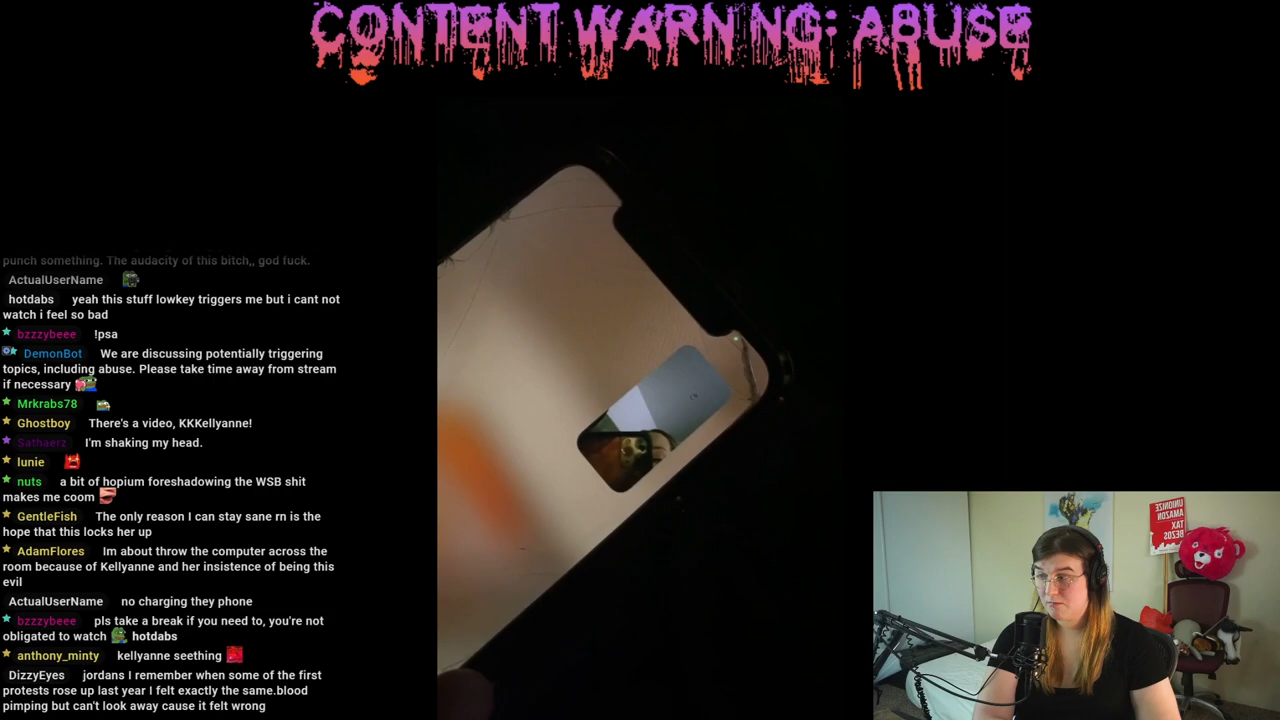 CONTENT WARNING: ABUSE
punch something. The audacity of this bitch,, god fuck.
ActualUserName
hotdabs yeah this stuff lowkey triggers me but i cant not
watch i feel so bad
bzzzybeee !psa
DemonBot We are discussing potentially triggering
topics, including abuse. Please take time away from stream
if necessary
Mrkrabs78
Ghostboy There's a video, KKKellyanne!
Sathaerz I'm shaking my head.
lunie
nuts a bit of hopium foreshadowing the WSB shit
makes me coom
GentleFish The only reason I can stay sane rn is the
hope that this locks her up
AdamFlores Im about throw the computer across the
room because of Kellyanne and her insistence of being this
evil
ActualUserName no charging they phone
bzzzybeee pls take a break if you need to, you're not
obligated to watch hotdabs
anthony_minty kellyanne seething
DizzyEyes jordans I remember when some of the first
protests rose up last year I felt exactly the same.blood
pimping but can't look away cause it felt wrong
UNIONIZE
AMAZON
TAX
BEZOS